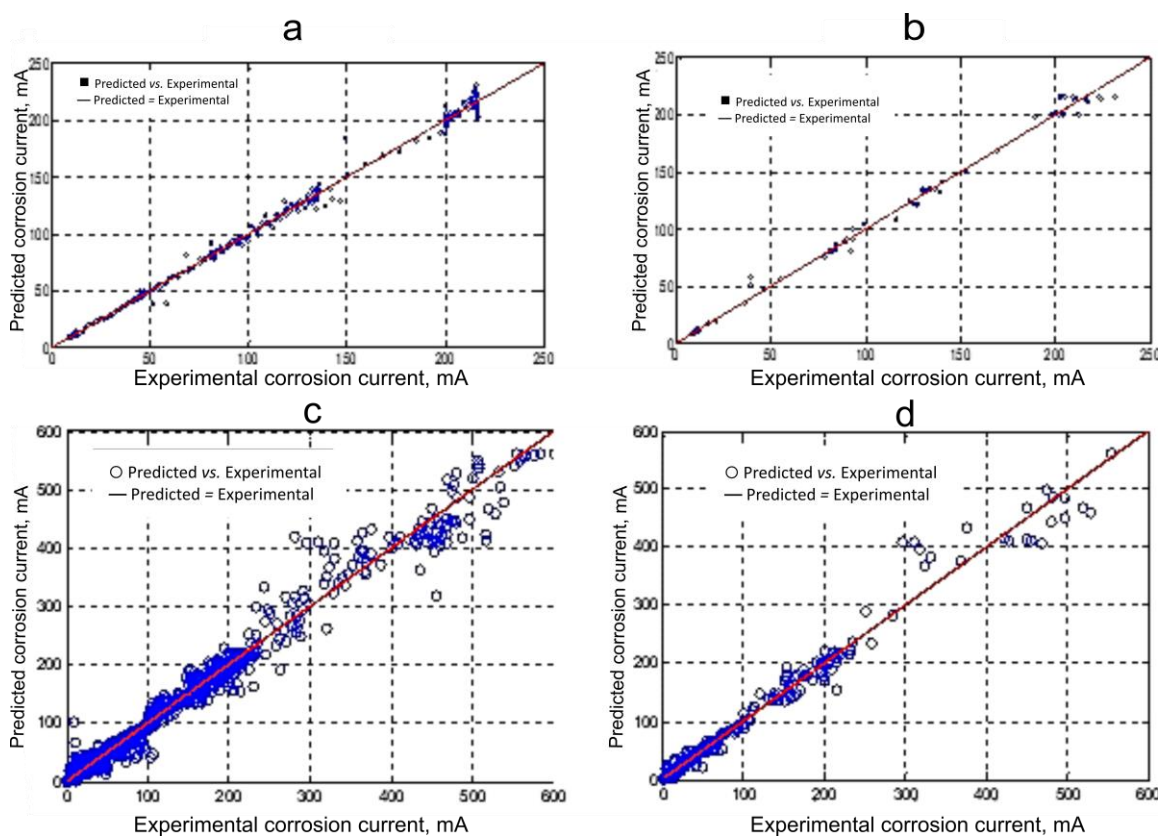 a
b
Predicted corrosion current, mA
250
200
150
100
50
0
Predicted vs. Experimental
Predicted = Experimental
0 50 100 150 200 250
Experimental corrosion current, mA
Predicted corrosion current, mA
250
200
150
100
50
0
Predicted vs. Experimental
Predicted = Experimental
0 50 100 150 200 250
Experimental corrosion current, mA
c
d
Predicted corrosion current, mA
600
500
400
300
200
100
0
Predicted vs. Experimental
Predicted = Experimental
0 100 200 300 400 500 600
Experimental corrosion current, mA
Predicted corrosion current, mA
600
500
400
300
200
100
0
Predicted vs. Experimental
Predicted = Experimental
0 100 200 300 400 500 600
Experimental corrosion current, mA